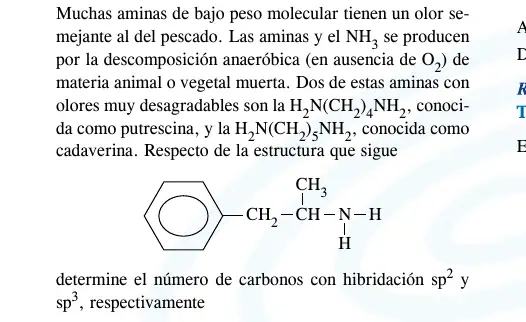 Muchas aminas de bajo peso molecular tienen un olor se-
mejante al del pescado. Las aminas y el NH3 se producen
por la descomposición anaeróbica (en ausencia de O2) de
materia animal o vegetal muerta. Dos de estas aminas con
olores muy desagradables son la H2N(CH2)4NH2, conoci-
da como putrescina, y la H2N(CH2)5NH2, conocida como
cadaverina. Respecto de la estructura que sigue
CH3
CH2 – CH – N – H
H
determine el número de carbonos con hibridación sp2 y
sp3, respectivamente
A
D
R
T
E